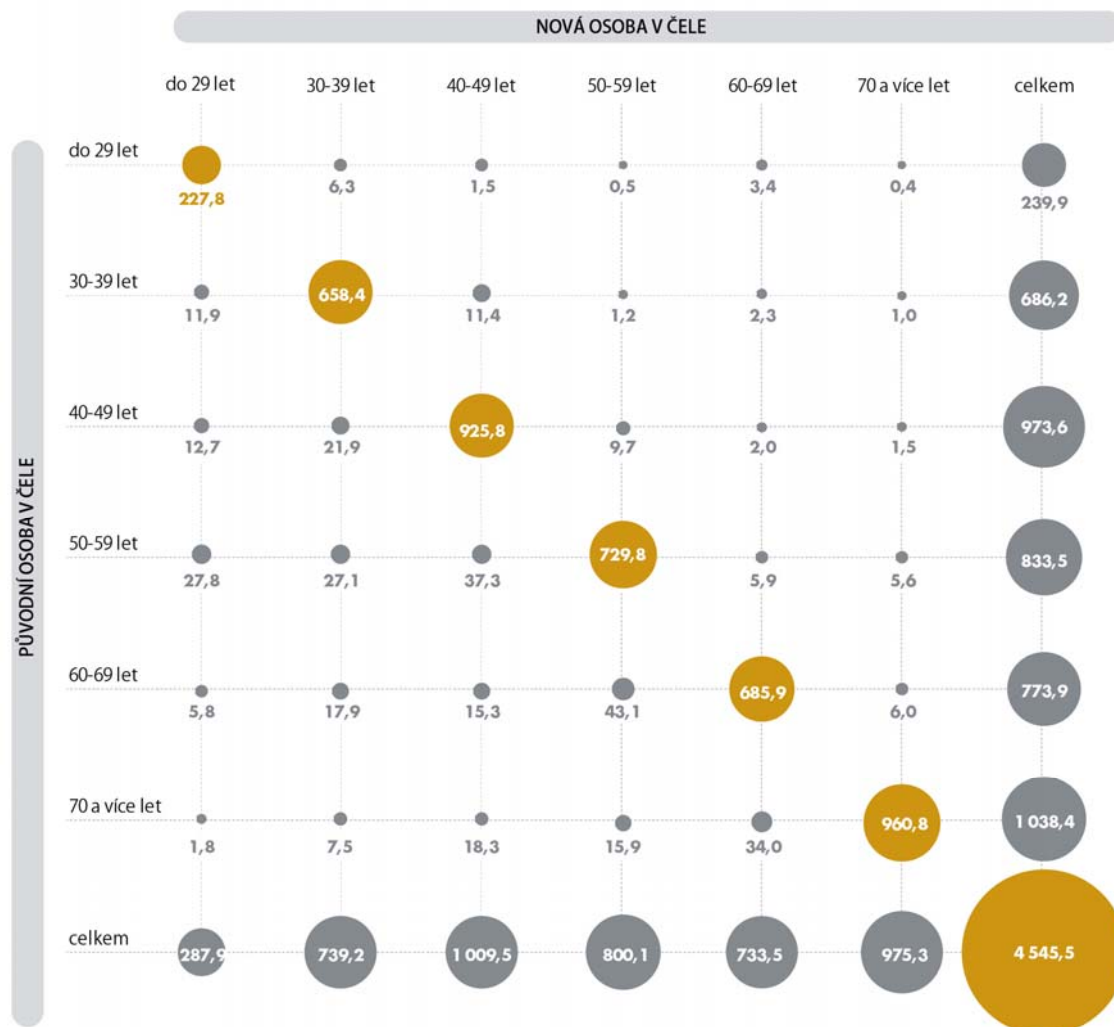 NOVÁ OSOBA V ČELE
do 29 let 30-39 let 40-49 let 50-59 let 60-69 let 70 a více let celkem
PŮVODNÍ OSOBA V ČELE
do 29 let
227,8 6,3 1,5 0,5 3,4 0,4 239,9
30-39 let
11,9 658,4 11,4 1,2 2,3 1,0 686,2
40-49 let
12,7 21,9 925,8 9,7 2,0 1,5 973,6
50-59 let
27,8 27,1 37,3 729,8 5,9 5,6 833,5
60-69 let
5,8 17,9 15,3 43,1 685,9 6,0 773,9
70 a více let
1,8 7,5 18,3 15,9 34,0 960,8 1 038,4
celkem
287,9 739,2 1 009,5 800,1 733,5 975,3 4 545,5